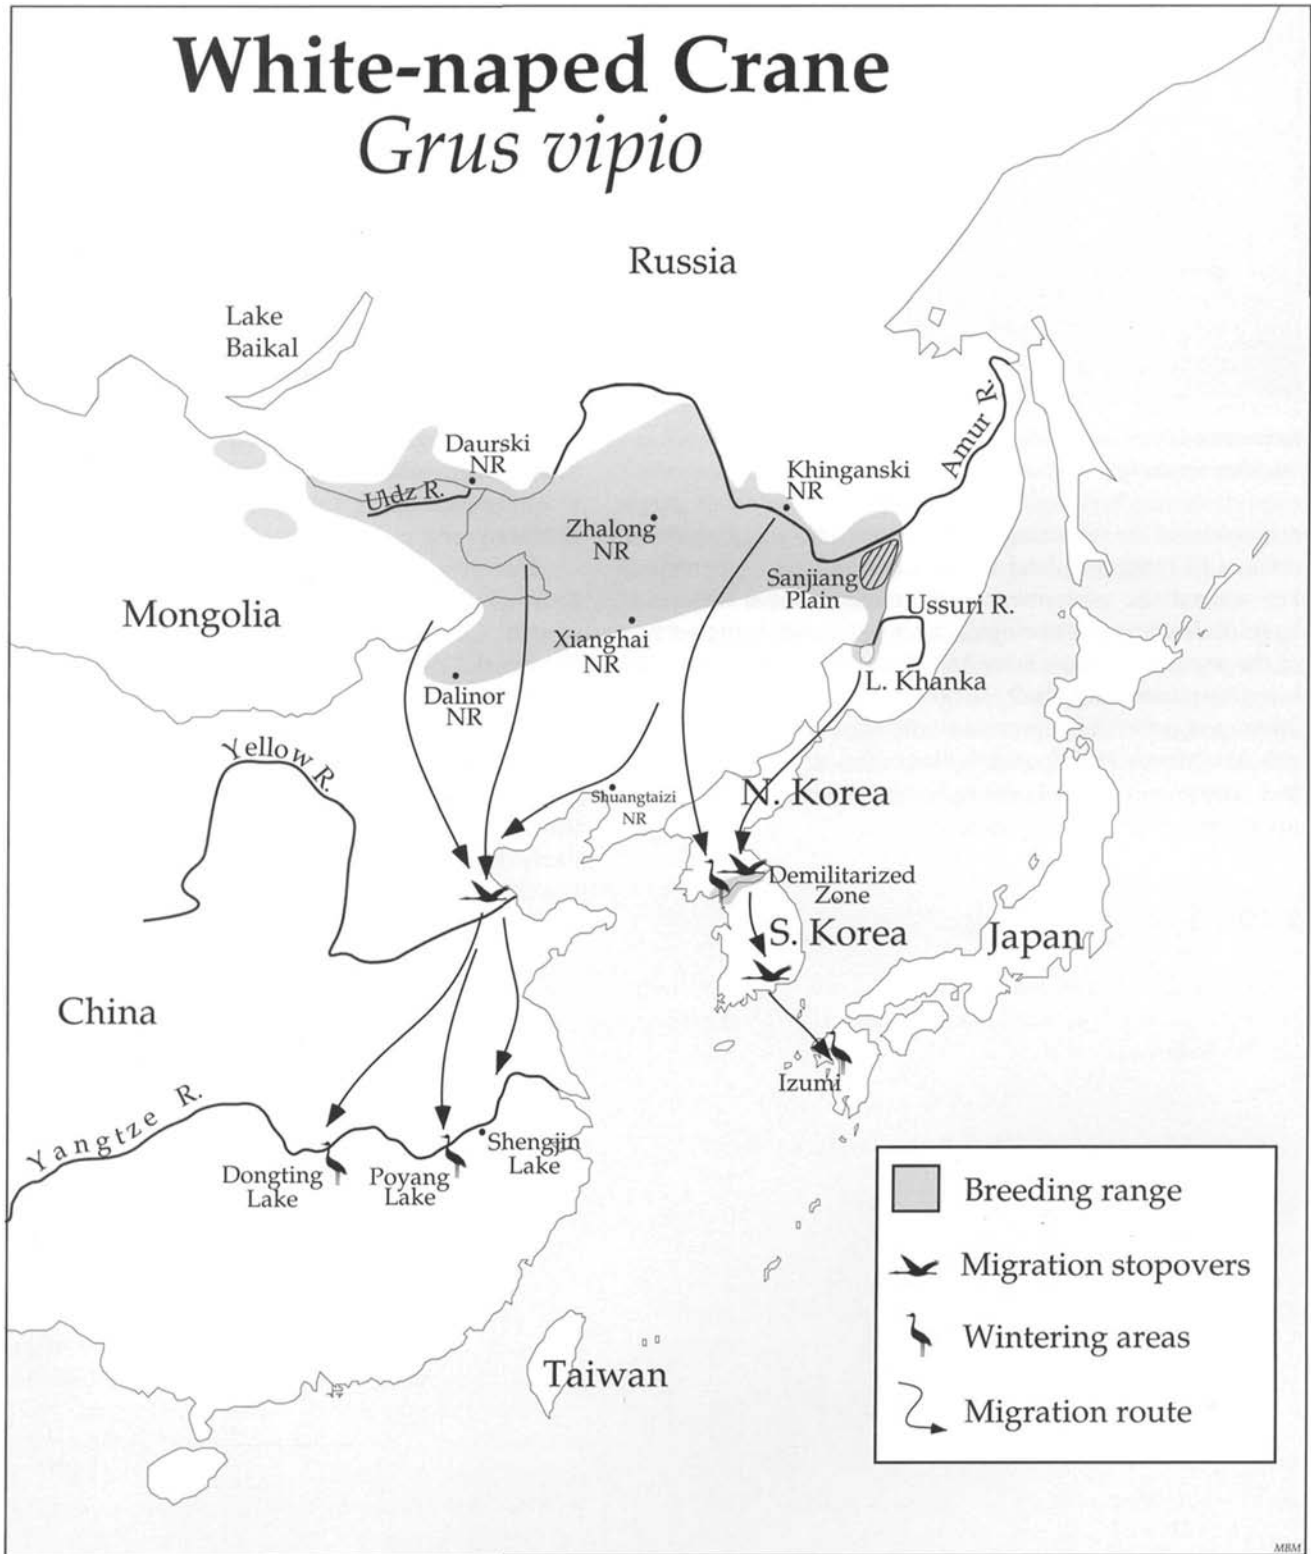 White-naped Crane
Grus vipio
Russia
Lake
Baikal
Daurski
NR
Uldz R.
Khinganski
NR
Amur R.
Zhalong
NR
Sanjiang
Plain
Mongolia
Ussuri R.
Xianghai
NR
L. Khanka
Dalinor
NR
Yellow R.
Shuangtaizi
NR
N. Korea
Demilitarized
Zone
S. Korea
Japan
China
Izumi
Yangtze R.
Shengjin
Lake
Dongting
Lake
Poyang
Lake
Taiwan
Breeding range
Migration stopovers
Wintering areas
Migration route
MBM